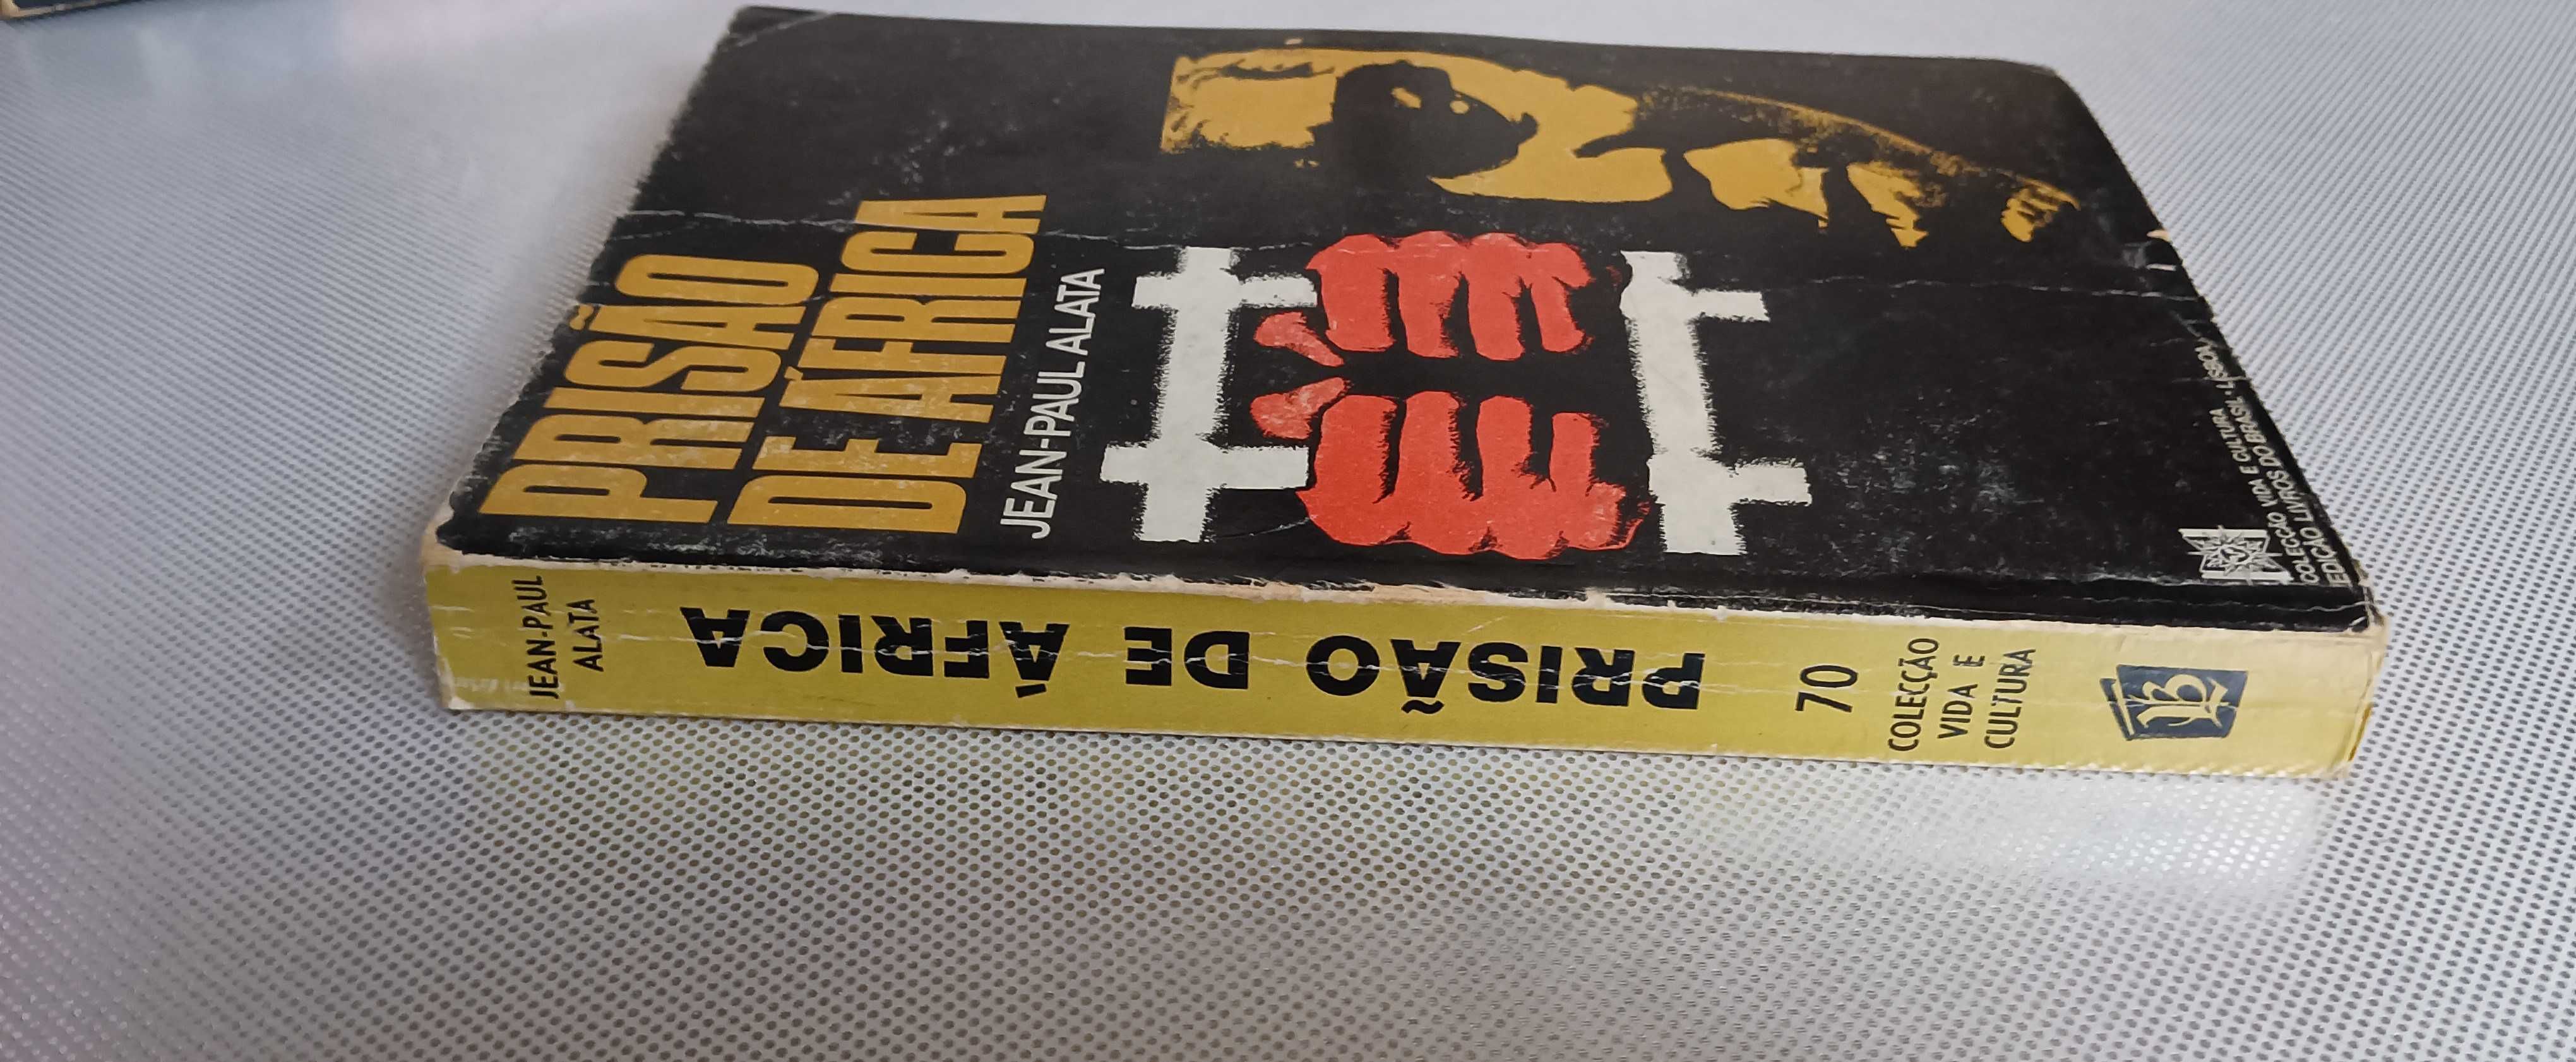 PRISÃO
DE ÁFRICA
JEAN-PAUL ALATA
COLECÇÃO VIDA E CULTURA
EDIÇÃO LIVROS DO BRASIL · LISBOA
JEAN-PAUL
ALATA
PRISÃO DE ÁFRICA
70
COLECÇÃO
VIDA E
CULTURA
LB